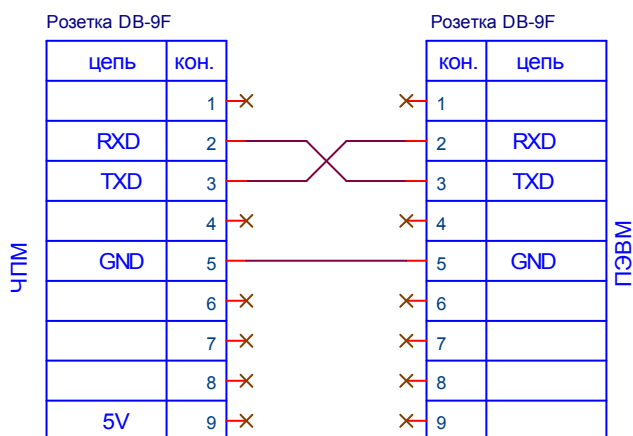 Розетка DB-9F Розетка DB-9F
цепь кон. кон. цепь
1 1
RXD 2 2 RXD
TXD 3 3 TXD
4 4
GND 5 5 GND
6 6
7 7
8 8
5V 9 9
ЧПМ
ПЭВМ